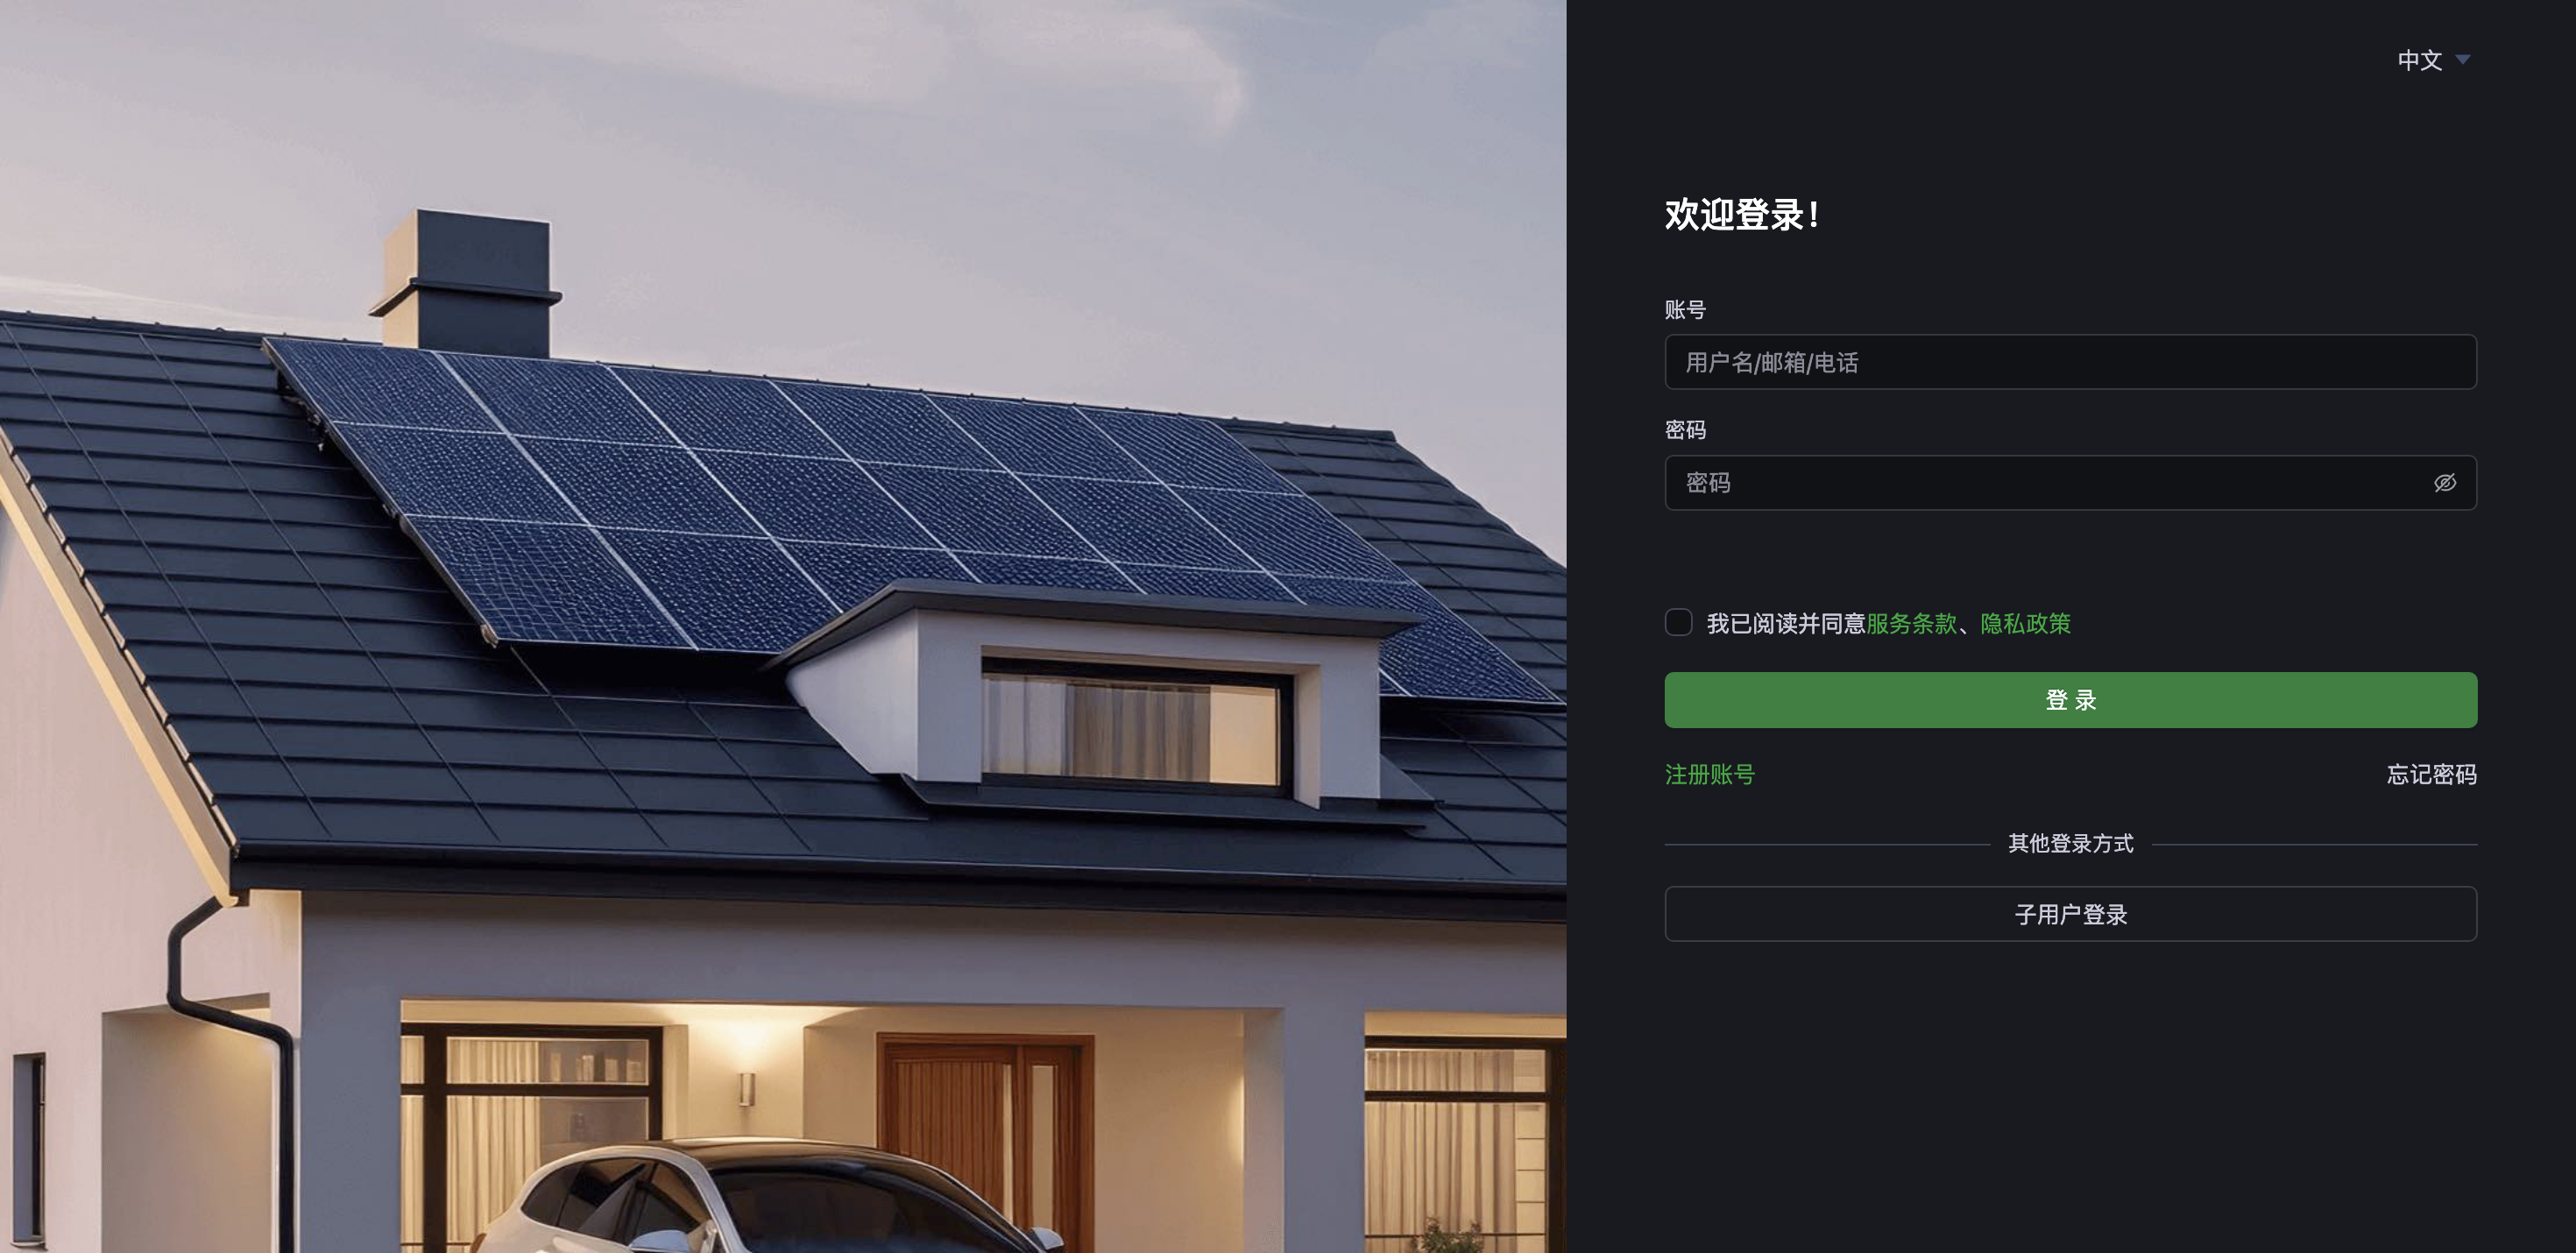 中文
欢迎登录!
账号
用户名/邮箱/电话
密码
密码
我已阅读并同意服务条款、隐私政策
登 录
注册账号
忘记密码
其他登录方式
子用户登录